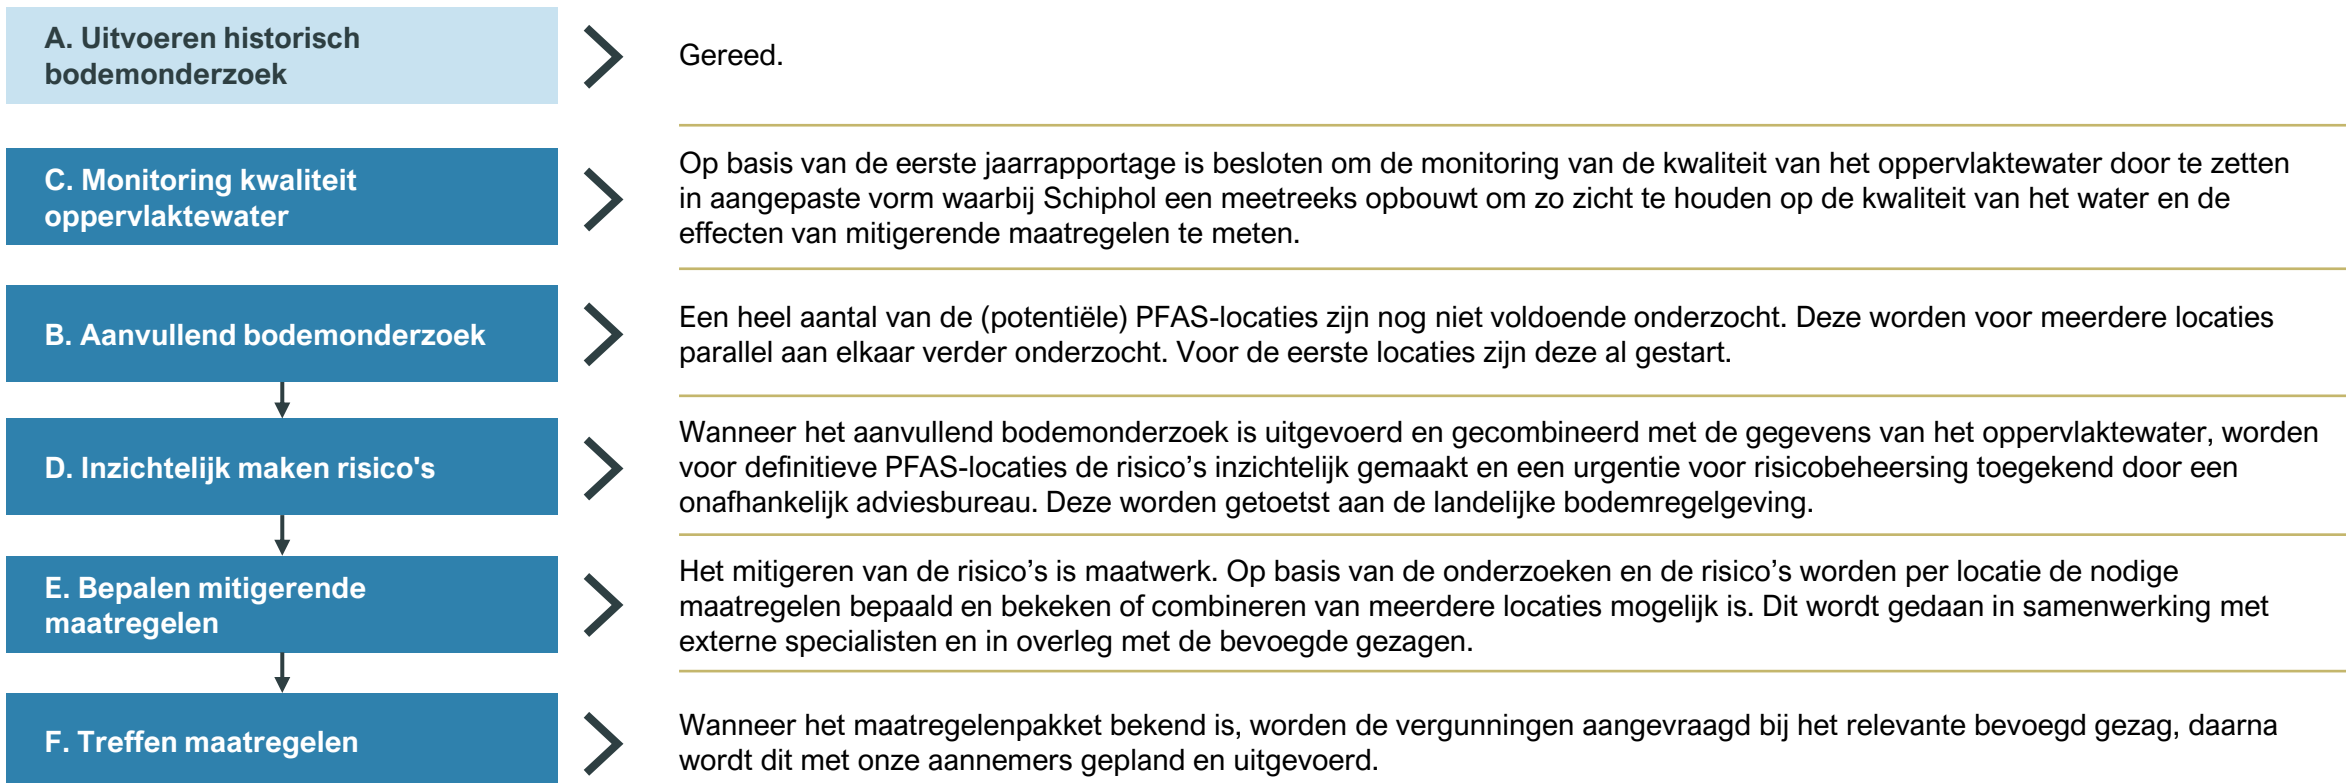 A. Uitvoeren historisch
bodemonderzoek
Gereed.
C. Monitoring kwaliteit
oppervlaktewater
Op basis van de eerste jaarrapportage is besloten om de monitoring van de kwaliteit van het oppervlaktewater door te zetten
in aangepaste vorm waarbij Schiphol een meetreeks opbouwt om zo zicht te houden op de kwaliteit van het water en de
effecten van mitigerende maatregelen te meten.
B. Aanvullend bodemonderzoek
Een heel aantal van de (potentiële) PFAS-locaties zijn nog niet voldoende onderzocht. Deze worden voor meerdere locaties
parallel aan elkaar verder onderzocht. Voor de eerste locaties zijn deze al gestart.
D. Inzichtelijk maken risico's
Wanneer het aanvullend bodemonderzoek is uitgevoerd en gecombineerd met de gegevens van het oppervlaktewater, worden
voor definitieve PFAS-locaties de risico’s inzichtelijk gemaakt en een urgentie voor risicobeheersing toegekend door een
onafhankelijk adviesbureau. Deze worden getoetst aan de landelijke bodemregelgeving.
E. Bepalen mitigerende
maatregelen
Het mitigeren van de risico’s is maatwerk. Op basis van de onderzoeken en de risico’s worden per locatie de nodige
maatregelen bepaald en bekeken of combineren van meerdere locaties mogelijk is. Dit wordt gedaan in samenwerking met
externe specialisten en in overleg met de bevoegde gezagen.
F. Treffen maatregelen
Wanneer het maatregelenpakket bekend is, worden de vergunningen aangevraagd bij het relevante bevoegd gezag, daarna
wordt dit met onze aannemers gepland en uitgevoerd.